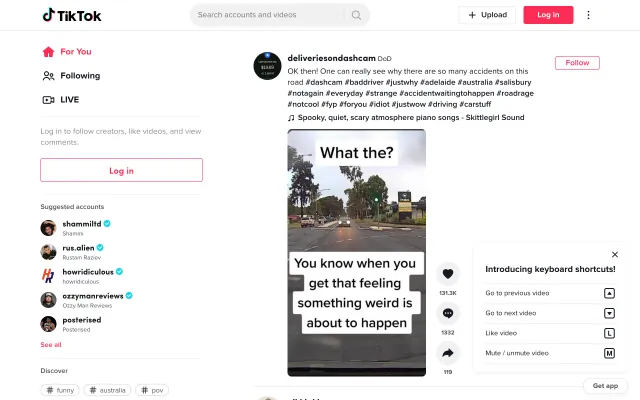 TikTok
Search accounts and videos
Upload
Log in
For You
Following
LIVE
Log in to follow creators, like videos, and view
comments.
Log in
Suggested accounts
shammiltd
Shamini
rus.alien
Rustam Raziev
howridiculous
howridiculous
ozzymanreviews
Ozzy Man Reviews
posterised
Posterised
See all
Discover
# funny
# australia
# pov
deliveriesondashcam DoD
Follow
OK then! One can really see why there are so many accidents on this
road #dashcam #baddriver #justwhy #adelaide #australia #salisbury
#notagain #everyday #strange #accidentwaitingtohappen #roadrage
#notcool #fyp #foryou #idiot #justwow #driving #carstuff
Spooky, quiet, scary atmosphere piano songs - Skittlegirl Sound
What the?
You know when you
get that feeling
something weird is
about to happen
131.3K
1332
119
Introducing keyboard shortcuts!
Go to previous video
Go to next video
Like video L
Mute / unmute video M
Get app